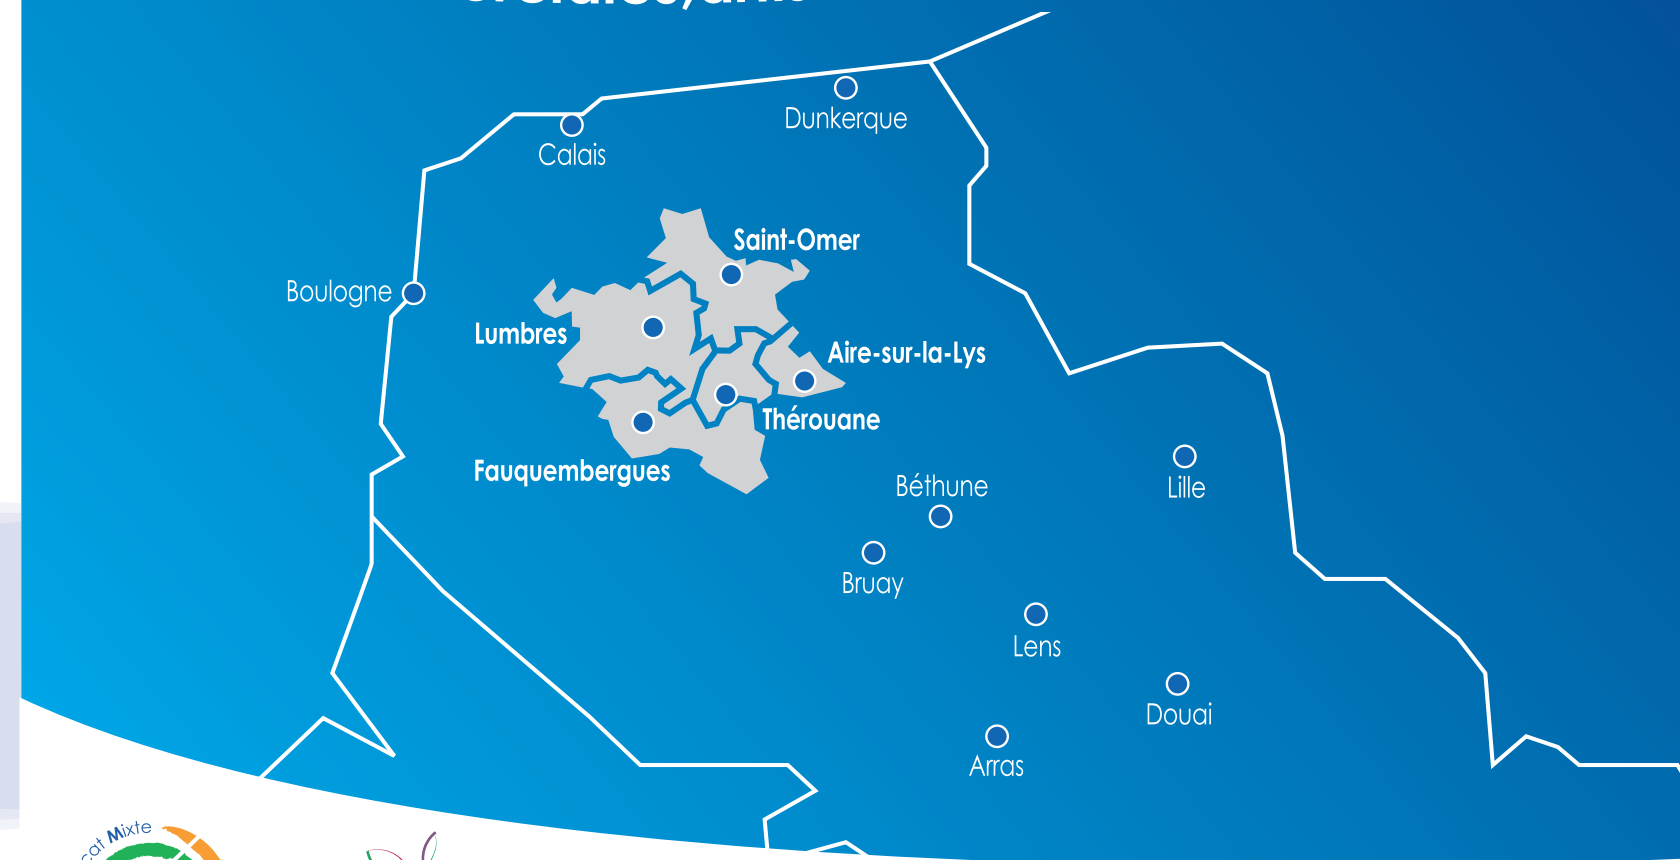 Dunkerque
Calais
Saint-Omer
Boulogne
Lumbres
Aire-sur-la-Lys
Thérouane
Fauquembergues
Béthune
Lille
Bruay
Lens
Douai
Arras
Mixte